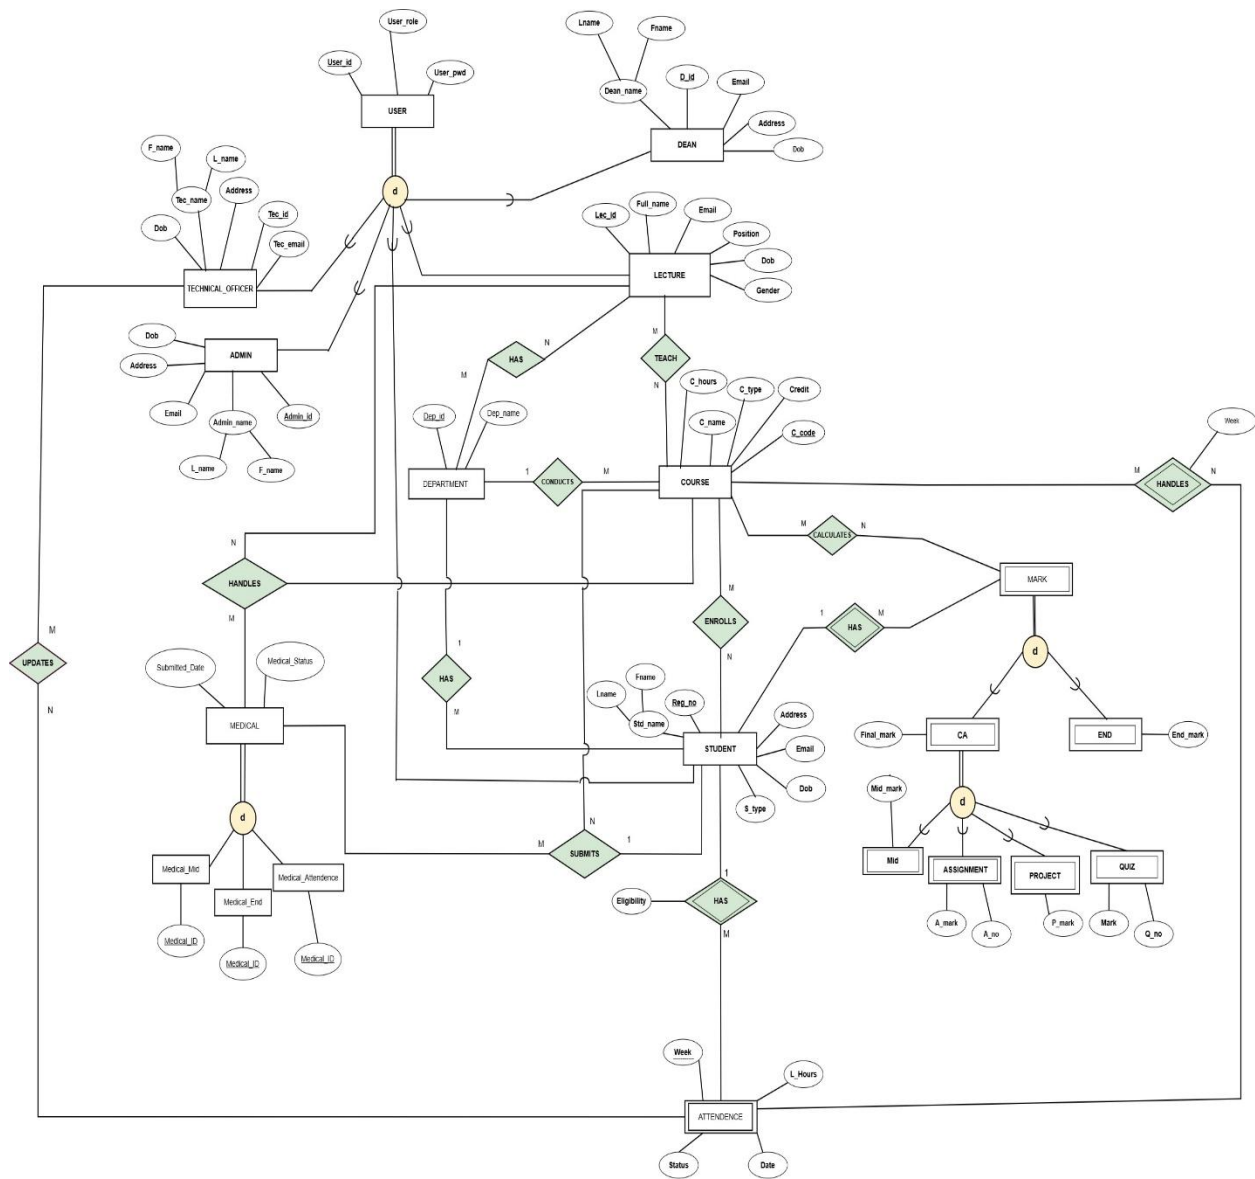 User_role
Lname
Fname
User_id
User_pwd
Dean_name
D_id
Email
USER
Address
DEAN
Dob
F_name
L_name
Tec_name
Address
d
Dob
Tec_id
Tec_email
TECHNICAL_OFFICER
Lec_id
Full_name
Email
Position
LECTURE
Dob
Gender
Dob
ADMIN
Address
Email
Admin_name
Admin_id
L_name
F_name
HAS
N
M
M
TEACH
N
Dep_id
Dep_name
C_hours
C_type
Credit
C_name
C_code
Week
DEPARTMENT
1
CONDUCTS
M
COURSE
M
HANDLES
N
M
CALCULATES
N
MARK
N
HANDLES
M
M
ENROLLS
N
1
HAS
M
d
M
UPDATES
N
Submitted_Date
Medical_Status
MEDICAL
1
HAS
M
Lname
Fname
Std_name
Reg_no
Address
STUDENT
Email
Dob
S_type
Final_mark
CA
END
End_mark
d
Medical_Mid
Medical_End
Medical_Attendence
Medical_ID
Medical_ID
Medical_ID
M
N
SUBMITS
1
Mid_mark
d
Mid
ASSIGNMENT
PROJECT
QUIZ
A_mark
A_no
P_mark
Mark
Q_no
Eligibility
1
HAS
M
Week
L_Hours
ATTENDENCE
Status
Date